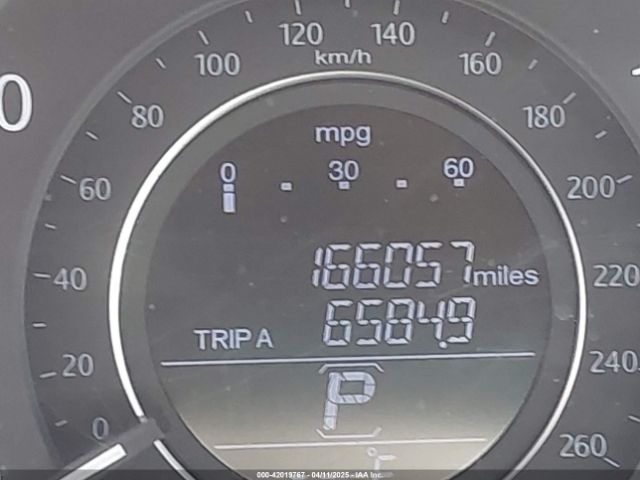 120 140
100 km/h 160
80 mpg 180
0 30 60
60 200
166057 miles
40 220
TRIP A 6584.9
20 240
P
0 260
°C
000-42019767 - 04/11/2025 - IAA Inc.